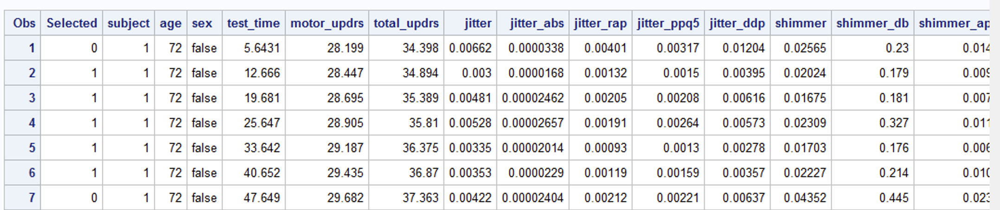 Obs Selected subject age sex test_time motor_updrs total_updrs jitter jitter_abs jitter_rap jitter_ppq5 jitter_ddp shimmer shimmer_db shimmer_ap
1 0 1 72 false 5.6431 28.199 34.398 0.00662 0.0000338 0.00401 0.00317 0.01204 0.02565 0.23 0.014
2 1 1 72 false 12.666 28.447 34.894 0.003 0.0000168 0.00132 0.0015 0.00395 0.02024 0.179 0.009
3 1 1 72 false 19.681 28.695 35.389 0.00481 0.00002462 0.00205 0.00208 0.00616 0.01675 0.181 0.007
4 1 1 72 false 25.647 28.905 35.81 0.00528 0.00002657 0.00191 0.00264 0.00573 0.02309 0.327 0.011
5 1 1 72 false 33.642 29.187 36.375 0.00335 0.00002014 0.00093 0.0013 0.00278 0.01703 0.176 0.006
6 1 1 72 false 40.652 29.435 36.87 0.00353 0.0000229 0.00119 0.00159 0.00357 0.02227 0.214 0.010
7 0 1 72 false 47.649 29.682 37.363 0.00422 0.00002404 0.00212 0.00221 0.00637 0.04352 0.445 0.023